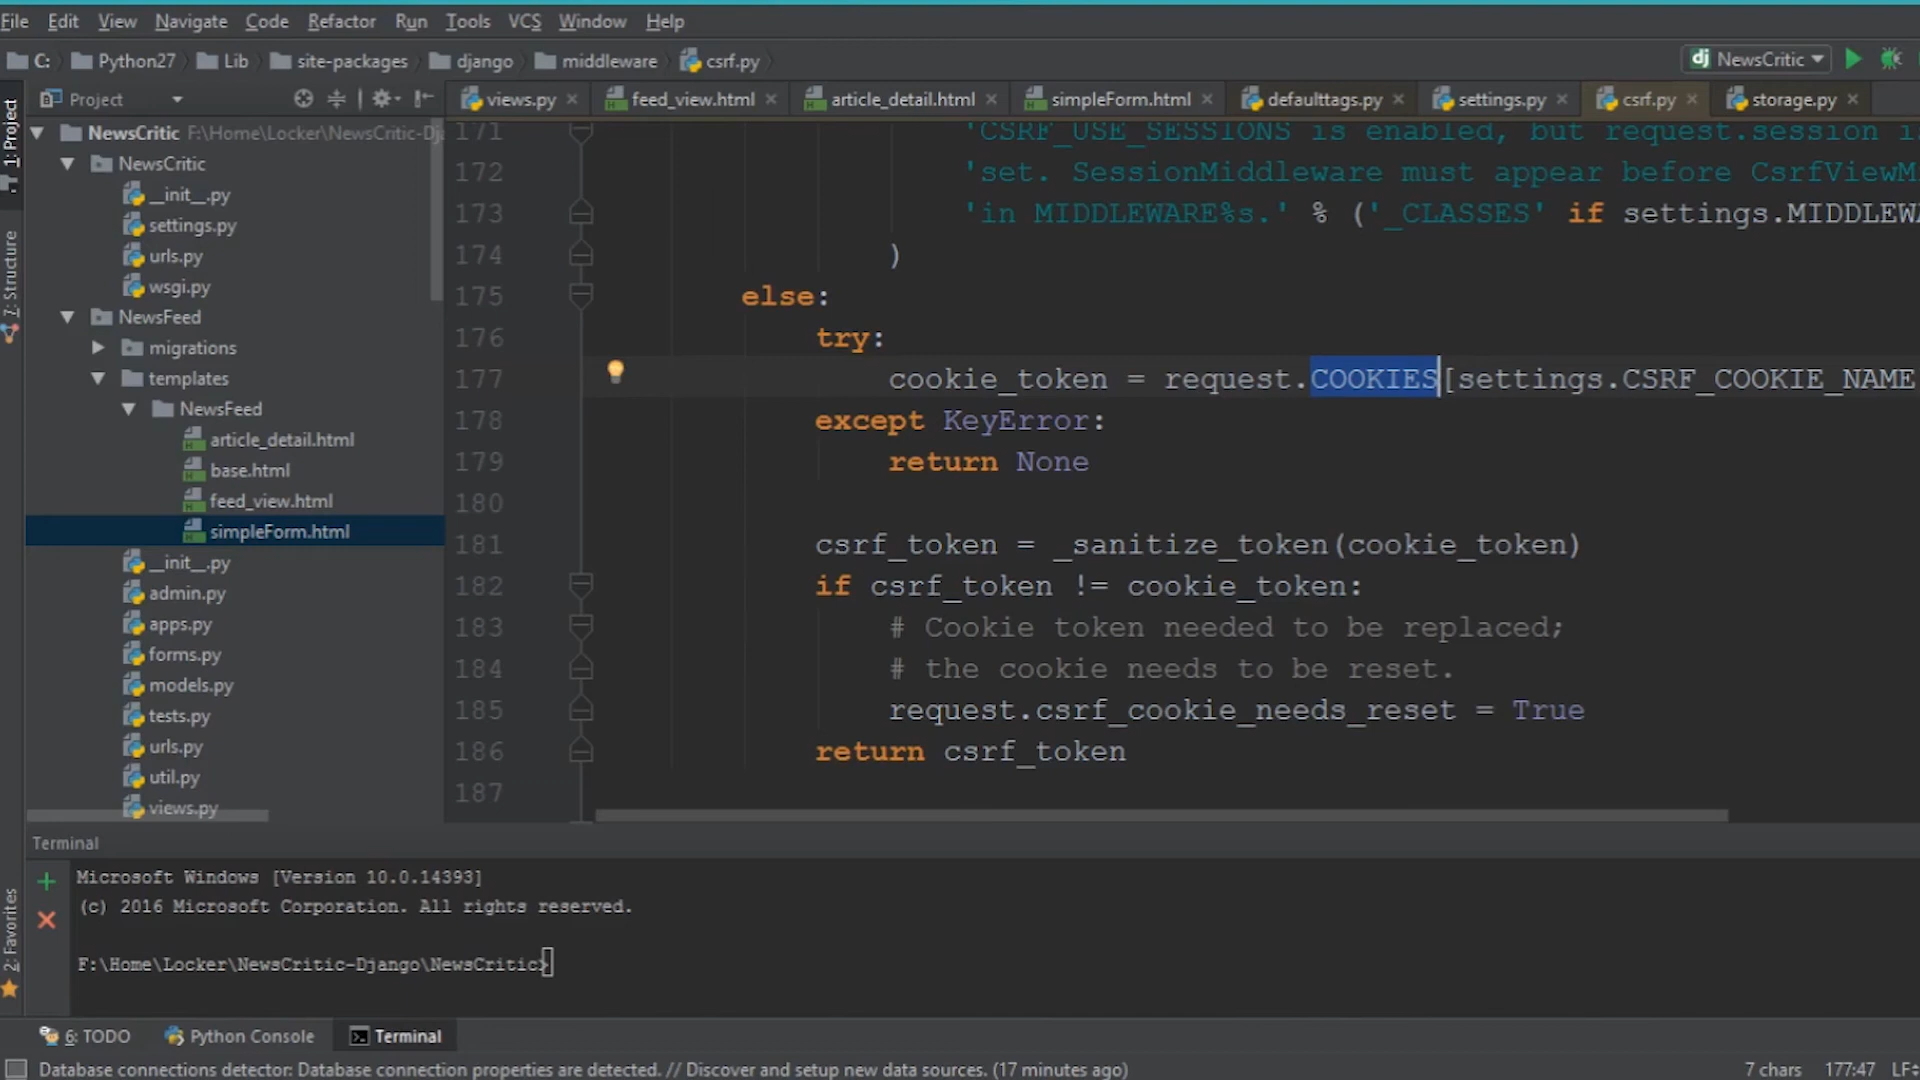 File Edit View Navigate Code Refactor Run Tools VCS Window Help
C: Python27 Lib site-packages django middleware csrf.py NewsCritic
Project views.py feed_view.html article_detail.html simpleForm.html defaulttags.py settings.py csrf.py storage.py
1: Project
7: Structure
2: Favorites
NewsCritic F:\Home\Locker\NewsCritic-Dj
NewsCritic
__init__.py
settings.py
urls.py
wsgi.py
NewsFeed
migrations
templates
NewsFeed
article_detail.html
base.html
feed_view.html
simpleForm.html
__init__.py
admin.py
apps.py
forms.py
models.py
tests.py
urls.py
util.py
views.py
171 'CSRF_USE_SESSIONS is enabled, but request.session i
172 'set. SessionMiddleware must appear before CsrfViewM
173 'in MIDDLEWARE%s.' % ('_CLASSES' if settings.MIDDLEWA
174 )
175 else:
176 try:
177 cookie_token = request.COOKIES[settings.CSRF_COOKIE_NAME
178 except KeyError:
179 return None
180
181 csrf_token = _sanitize_token(cookie_token)
182 if csrf_token != cookie_token:
183 # Cookie token needed to be replaced;
184 # the cookie needs to be reset.
185 request.csrf_cookie_needs_reset = True
186 return csrf_token
187
Terminal
Microsoft Windows [Version 10.0.14393]
(c) 2016 Microsoft Corporation. All rights reserved.
F:\Home\Locker\NewsCritic-Django\NewsCritic>
6: TODO Python Console Terminal
Database connections detector: Database connection properties are detected. // Discover and setup new data sources. (17 minutes ago) 7 chars 177:47 LF